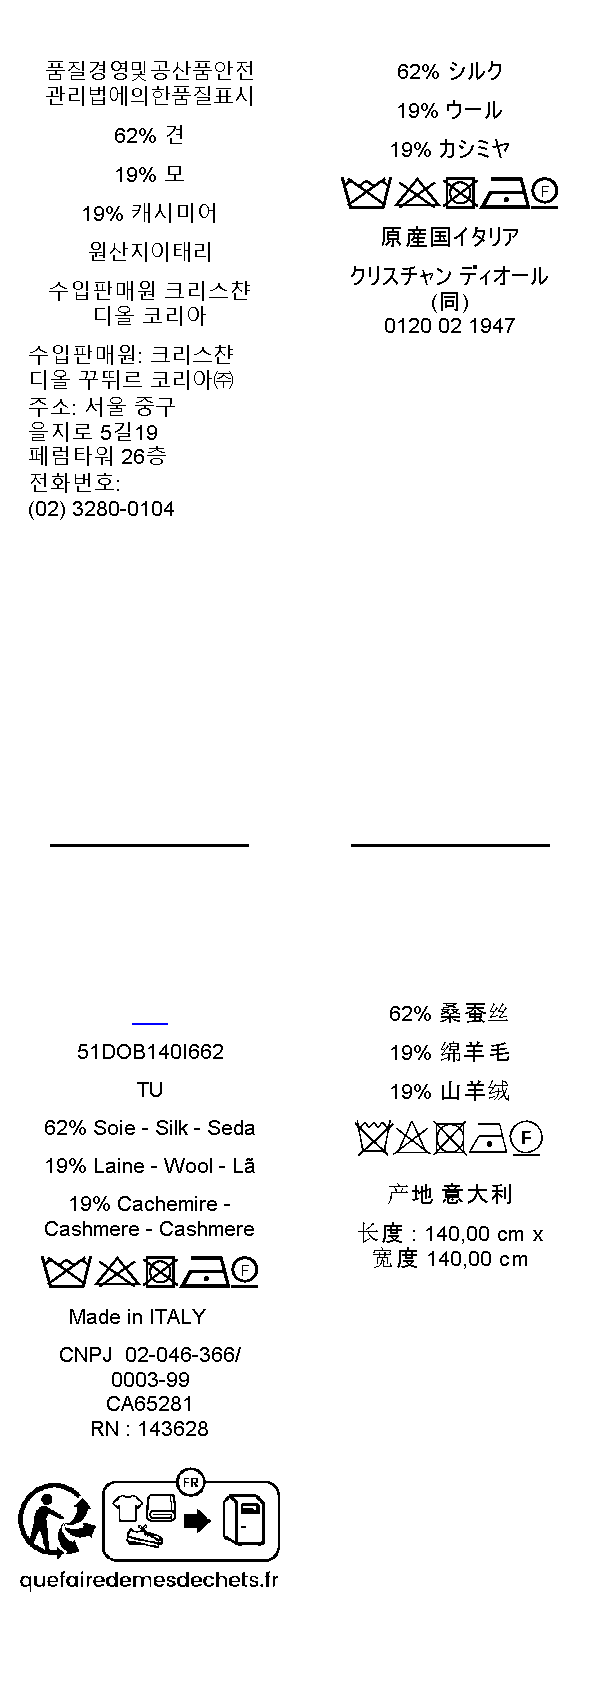 품질경영및공산품안전
관리법에의한품질표시
62% 견
19% 모
19% 캐시미어
원산지이태리
수입판매원 크리스챤
디올 코리아
수입판매원: 크리스챤
디올 꾸뛰르 코리아㈜
주소: 서울 중구
을지로 5길19
페럼타워 26층
전화번호:
(02) 3280-0104
62% シルク
19% ウール
19% カシミヤ
F
原産国イタリア
クリスチャン ディオール
(同)
0120 02 1947
51DOB140I662
TU
62% Soie - Silk - Seda
19% Laine - Wool - Lã
19% Cachemire -
Cashmere - Cashmere
F
Made in ITALY
CNPJ 02-046-366/
0003-99
CA65281
RN : 143628
FR
quefairedemesdechets.fr
62% 桑蚕丝
19% 绵羊毛
19% 山羊绒
F
产地 意大利
长度 : 140,00 cm x
宽度 140,00 cm